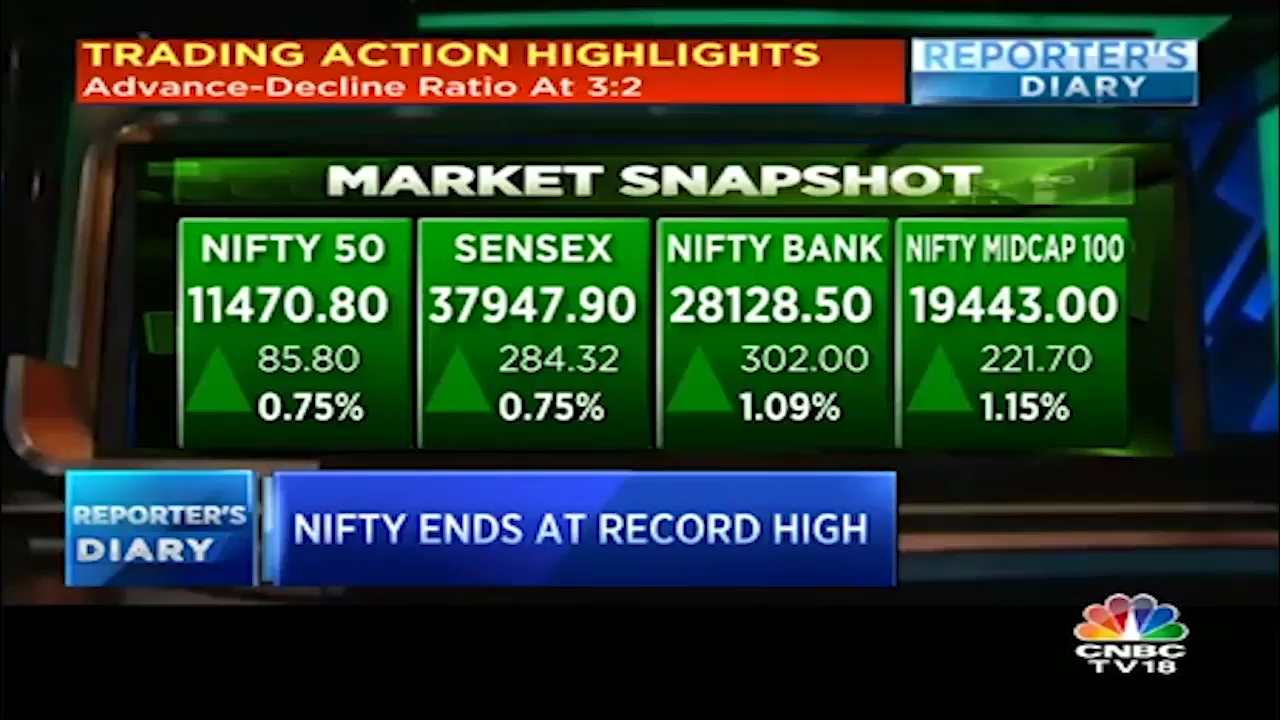 TRADING ACTION HIGHLIGHTS
Advance-Decline Ratio At 3:2
REPORTER'S
DIARY
MARKET SNAPSHOT
NIFTY 50
11470.80
85.80
0.75%
SENSEX
37947.90
284.32
0.75%
NIFTY BANK
28128.50
302.00
1.09%
NIFTY MIDCAP 100
19443.00
221.70
1.15%
REPORTER'S
DIARY
NIFTY ENDS AT RECORD HIGH
CNBC
TV18